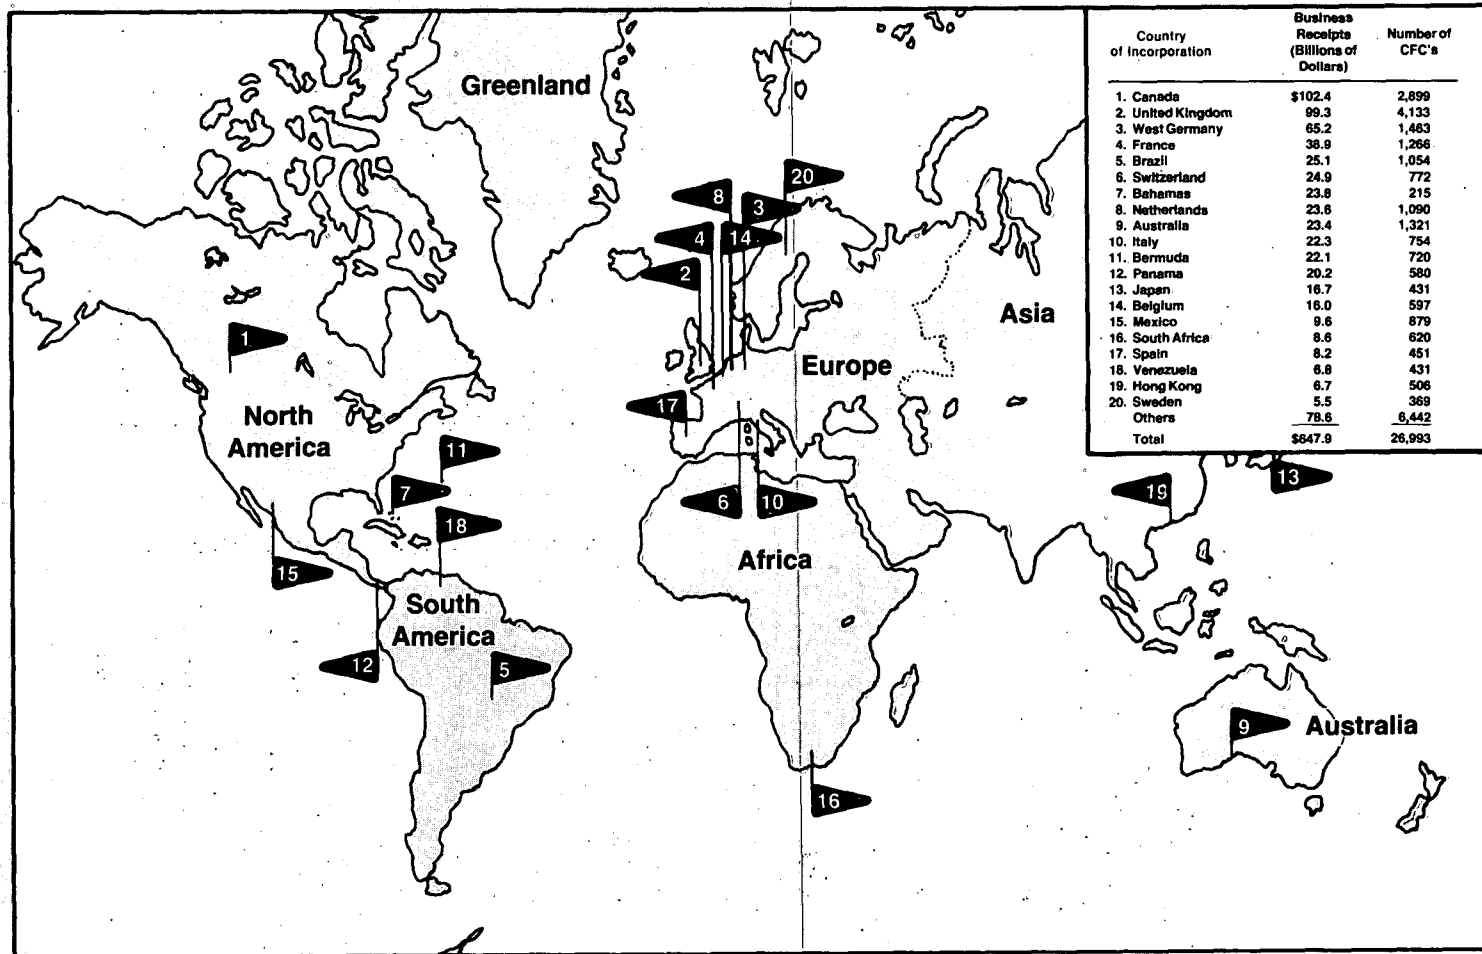 Greenland
Asia
Europe
North
America
Africa
South
America
Australia
1
2
3
4
5
6
7
8
9
10
11
12
13
14
15
16
17
18
19
20
Country
of Incorporation
Business
Receipts
(Billions of
Dollars)
Number of
CFC's
1. Canada $102.4 2,899
2. United Kingdom 99.3 4,133
3. West Germany 65.2 1,463
4. France 38.9 1,266
5. Brazil 25.1 1,054
6. Switzerland 24.9 772
7. Bahamas 23.8 215
8. Netherlands 23.6 1,090
9. Australia 23.4 1,321
10. Italy 22.3 754
11. Bermuda 22.1 720
12. Panama 20.2 580
13. Japan 16.7 431
14. Belgium 16.0 597
15. Mexico 9.6 879
16. South Africa 8.6 620
17. Spain 8.2 451
18. Venezuela 6.8 431
19. Hong Kong 6.7 506
20. Sweden 5.5 369
Others 78.6 6,442
Total $647.9 26,993